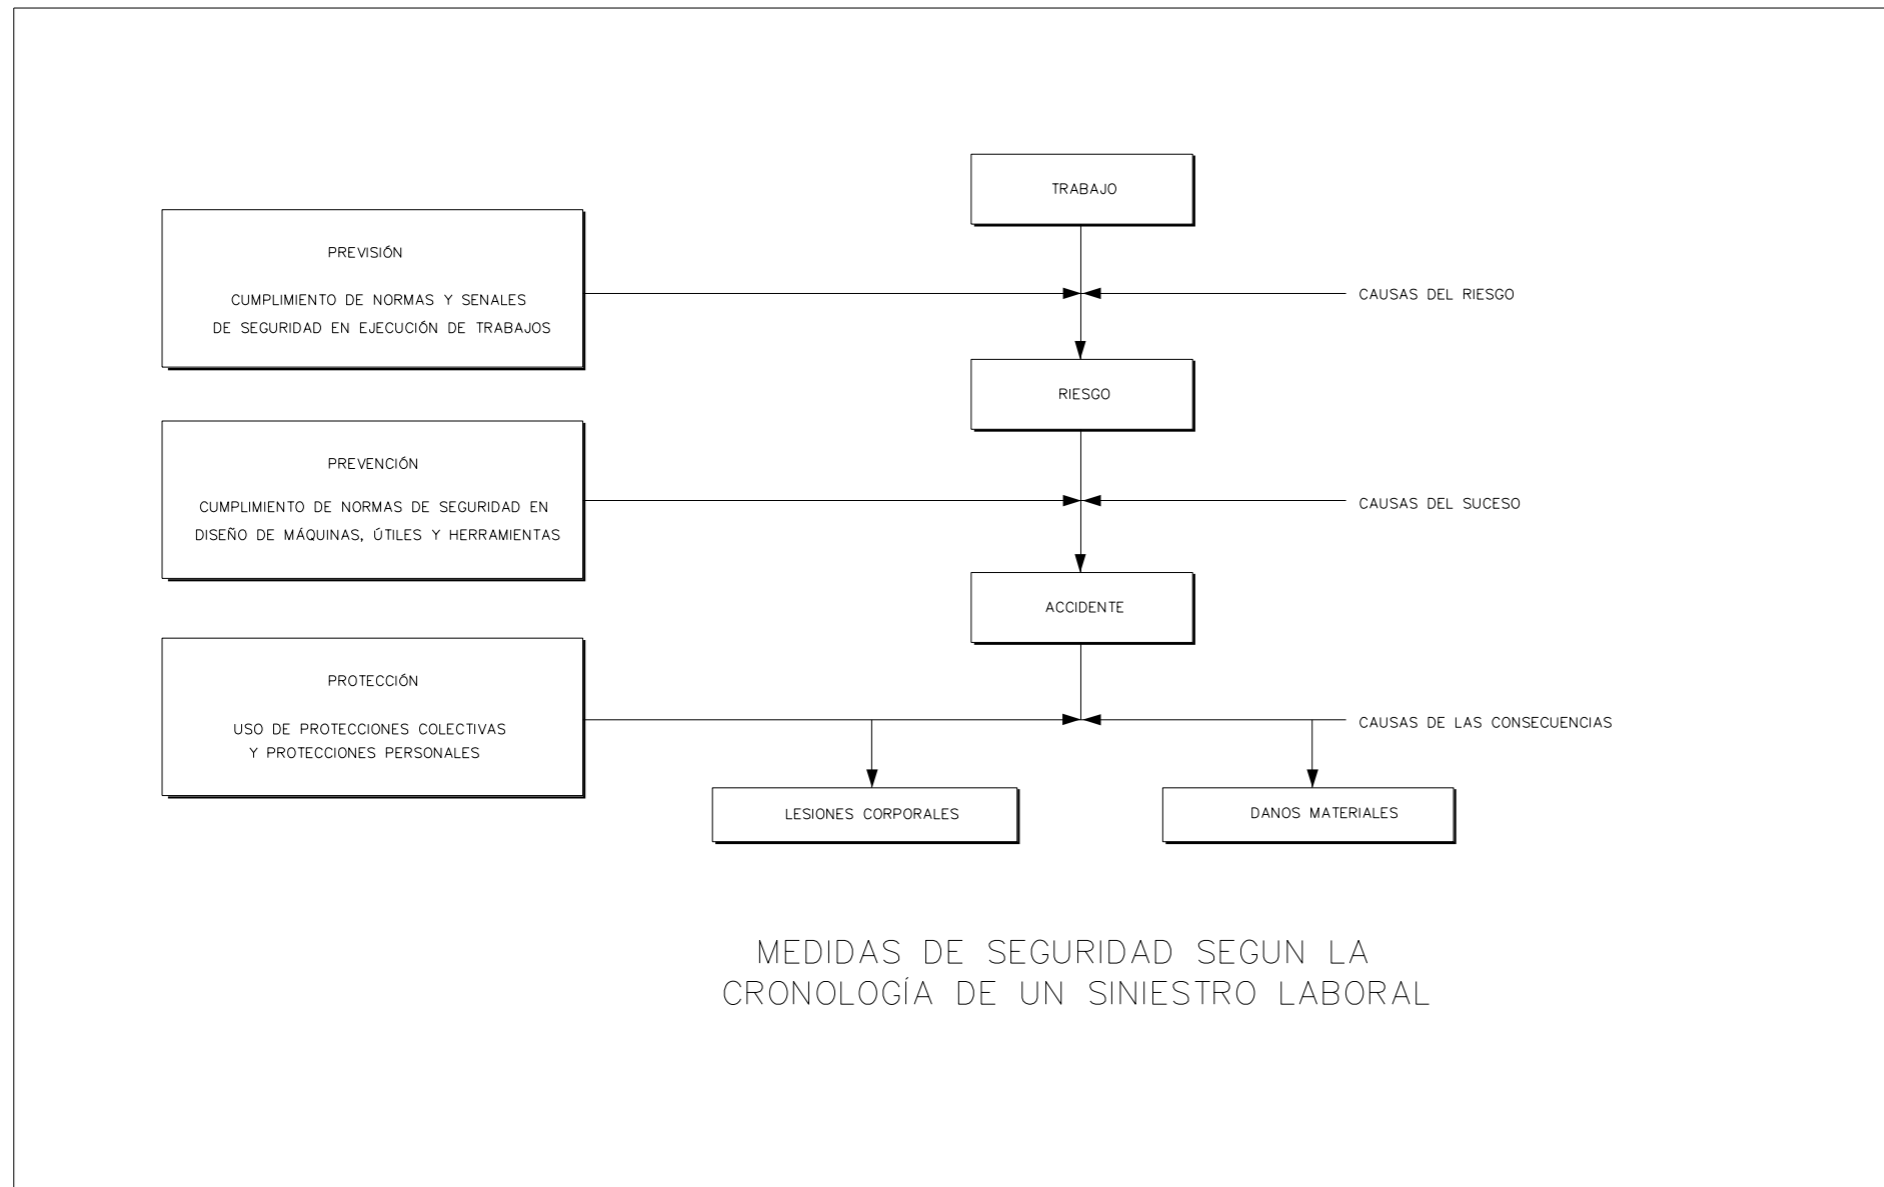 TRABAJO
PREVISIÓN
CUMPLIMIENTO DE NORMAS Y SENALES
DE SEGURIDAD EN EJECUCIÓN DE TRABAJOS
CAUSAS DEL RIESGO
RIESGO
PREVENCIÓN
CUMPLIMIENTO DE NORMAS DE SEGURIDAD EN
DISEÑO DE MÁQUINAS, ÚTILES Y HERRAMIENTAS
CAUSAS DEL SUCESO
ACCIDENTE
PROTECCIÓN
USO DE PROTECCIONES COLECTIVAS
Y PROTECCIONES PERSONALES
CAUSAS DE LAS CONSECUENCIAS
LESIONES CORPORALES
DANOS MATERIALES
MEDIDAS DE SEGURIDAD SEGUN LA
CRONOLOGÍA DE UN SINIESTRO LABORAL